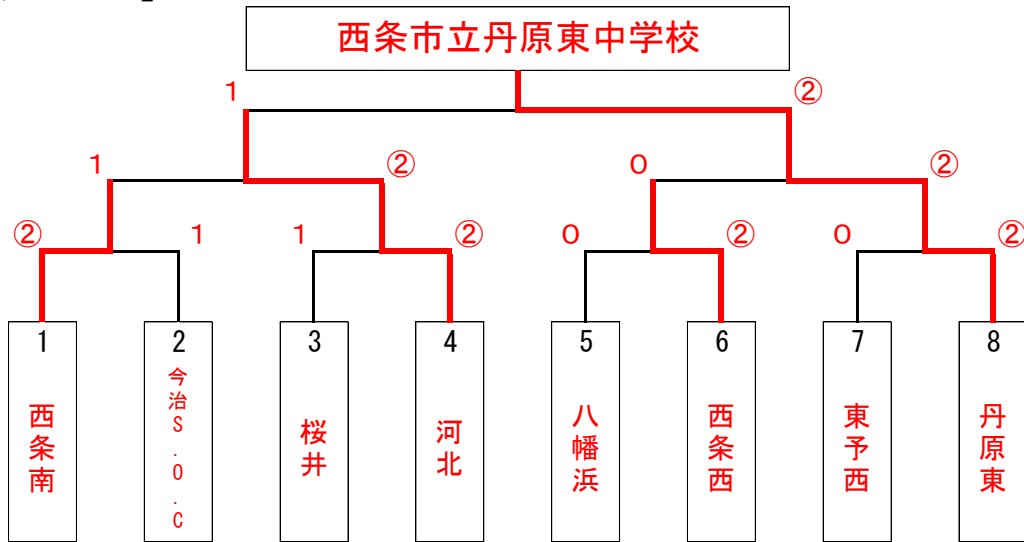 西条市立丹原東中学校
1 ②
1 ② 0 ②
② 1 1 ② 0 ② 0 ②
1 2 3 4 5 6 7 8
西条南
今治S.O.C
桜井
河北
八幡浜
西条西
東予西
丹原東